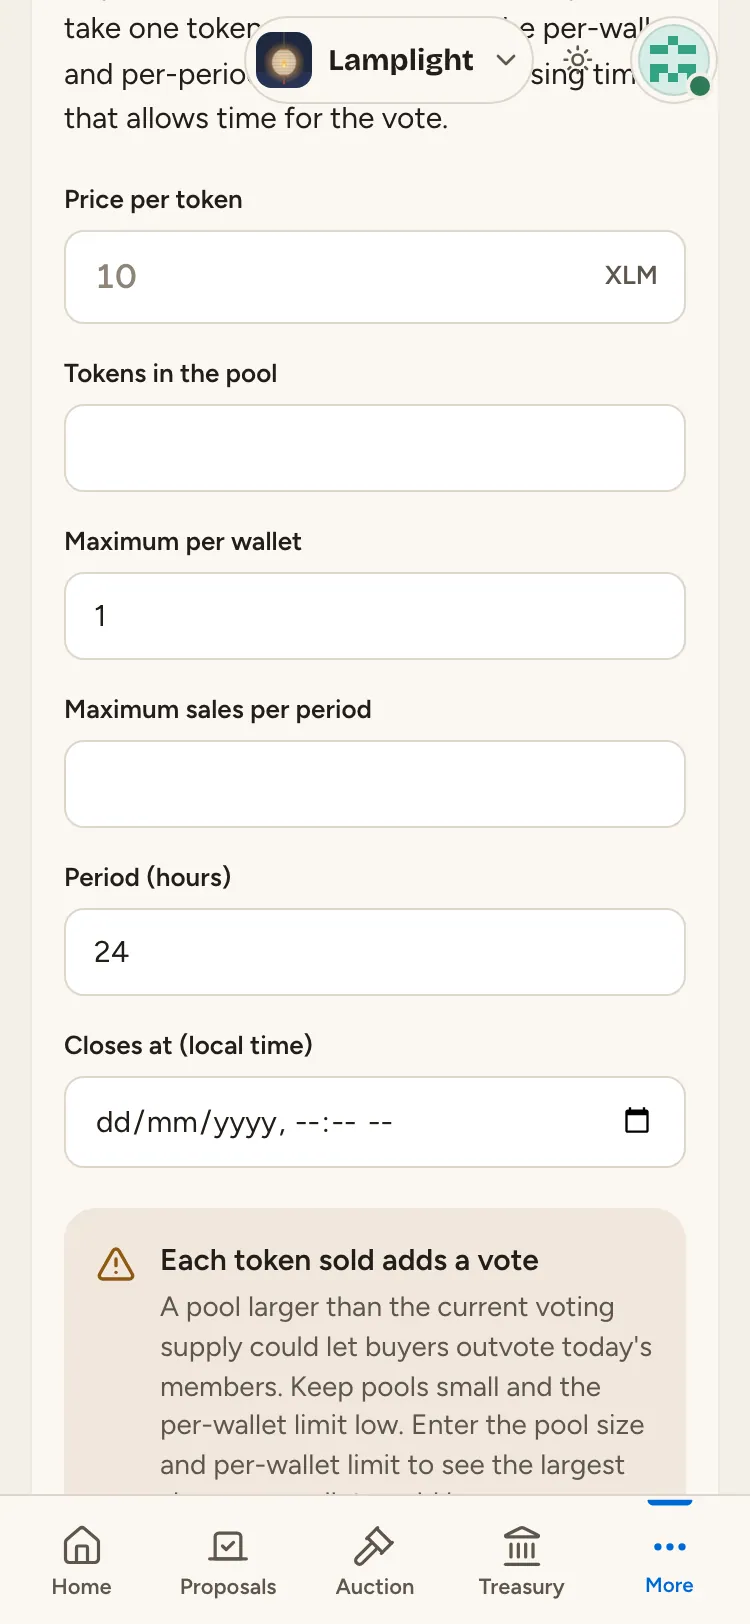 take one token
e per-wal
Lamplight
and per-perio
sing tim
that allows time for the vote.
Price per token
10 XLM
Tokens in the pool
Maximum per wallet
1
Maximum sales per period
Period (hours)
24
Closes at (local time)
dd/mm/yyyy, --:-- --
Each token sold adds a vote
A pool larger than the current voting
supply could let buyers outvote today's
members. Keep pools small and the
per-wallet limit low. Enter the pool size
and per-wallet limit to see the largest
Home Proposals Auction Treasury More